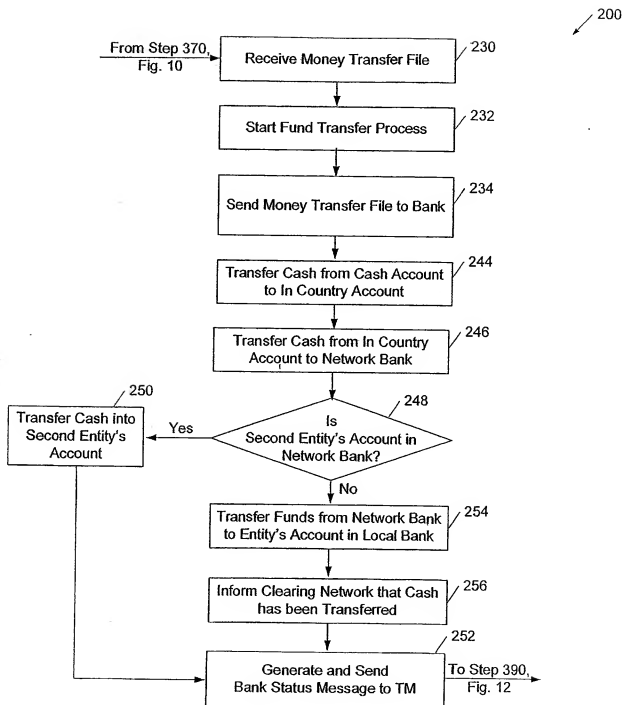 200
From Step 370,
Fig. 10
Receive Money Transfer File
230
Start Fund Transfer Process
232
Send Money Transfer File to Bank
234
Transfer Cash from Cash Account
to In Country Account
244
Transfer Cash from In Country
Account to Network Bank
246
Is
Second Entity's Account in
Network Bank?
248
Yes
250
Transfer Cash into
Second Entity's
Account
No
Transfer Funds from Network Bank
to Entity's Account in Local Bank
254
Inform Clearing Network that Cash
has been Transferred
256
Generate and Send
Bank Status Message to TM
252
To Step 390,
Fig. 12